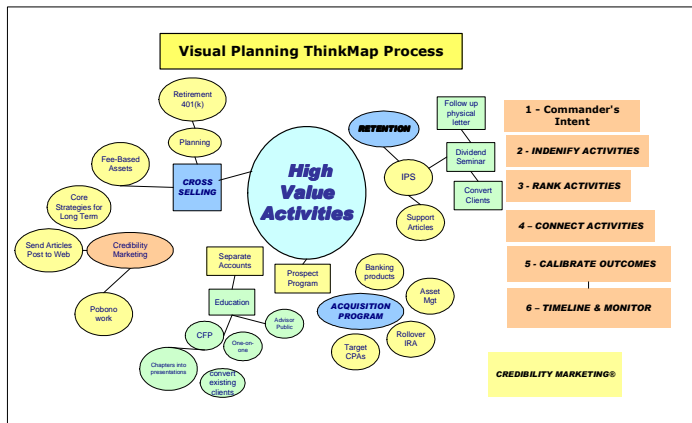 Visual Planning ThinkMap Process
Retirement
401(k)
Planning
Fee-Based
Assets
CROSS
SELLING
Core
Strategies for
Long Term
Send Articles
Post to Web
Credibility
Marketing
Pobono
work
High
Value
Activities
RETENTION
IPS
Support
Articles
Follow up
physical
letter
Dividend
Seminar
Convert
Clients
Separate
Accounts
Education
Advisor
Public
CFP
One-on-
one
Chapters into
presentations
convert
existing
clients
Prospect
Program
Banking
products
Asset
Mgt
ACQUISITION
PROGRAM
Rollover
IRA
Target
CPAs
1 - Commander's
Intent
2 - INDENIFY ACTIVITIES
3 - RANK ACTIVITIES
4 – CONNECT ACTIVITIES
5 - CALIBRATE OUTCOMES
6 – TIMELINE & MONITOR
CREDIBILITY MARKETING®